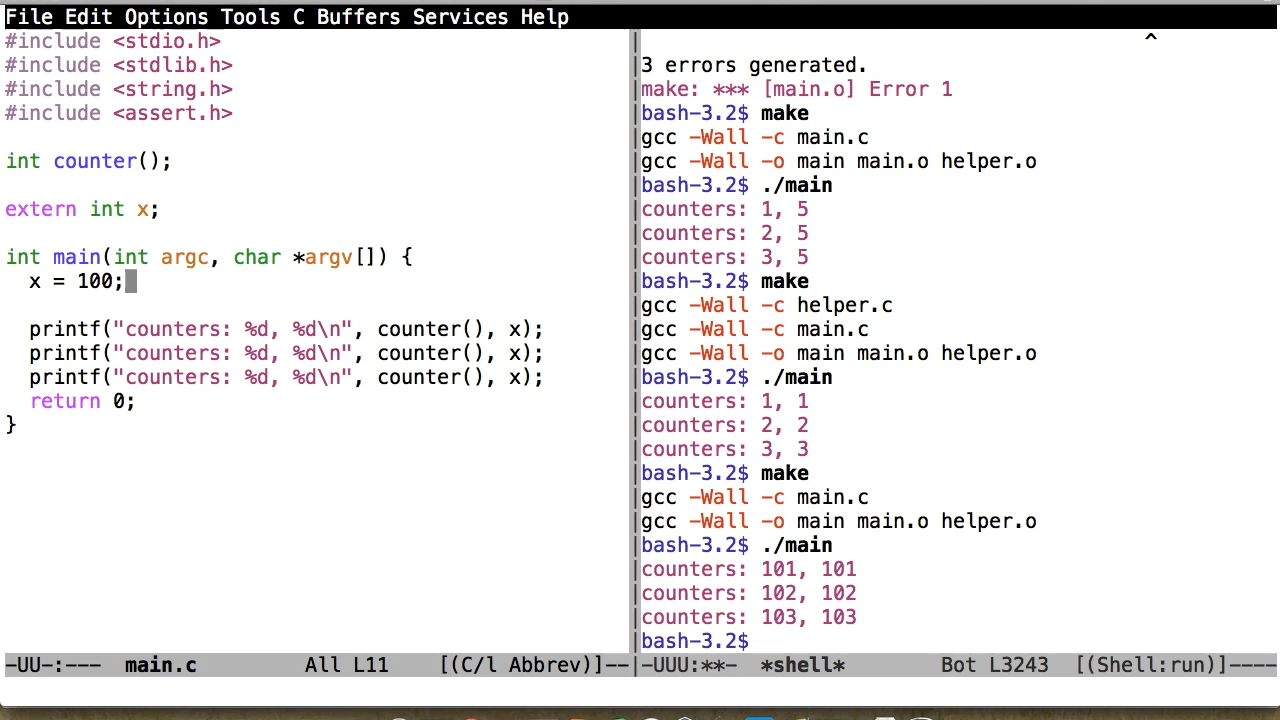 File Edit Options Tools C Buffers Services Help
#include <stdio.h>
#include <stdlib.h>
#include <string.h>
#include <assert.h>
int counter();
extern int x;
int main(int argc, char *argv[]) {
x = 100;
printf("counters: %d, %d\n", counter(), x);
printf("counters: %d, %d\n", counter(), x);
printf("counters: %d, %d\n", counter(), x);
return 0;
}
-UU-:--- main.c All L11 [(C/l Abbrev)]--
^
3 errors generated.
make: *** [main.o] Error 1
bash-3.2$ make
gcc -Wall -c main.c
gcc -Wall -o main main.o helper.o
bash-3.2$ ./main
counters: 1, 5
counters: 2, 5
counters: 3, 5
bash-3.2$ make
gcc -Wall -c helper.c
gcc -Wall -c main.c
gcc -Wall -o main main.o helper.o
bash-3.2$ ./main
counters: 1, 1
counters: 2, 2
counters: 3, 3
bash-3.2$ make
gcc -Wall -c main.c
gcc -Wall -o main main.o helper.o
bash-3.2$ ./main
counters: 101, 101
counters: 102, 102
counters: 103, 103
bash-3.2$
-UUU:**- *shell* Bot L3243 [(Shell:run)]----